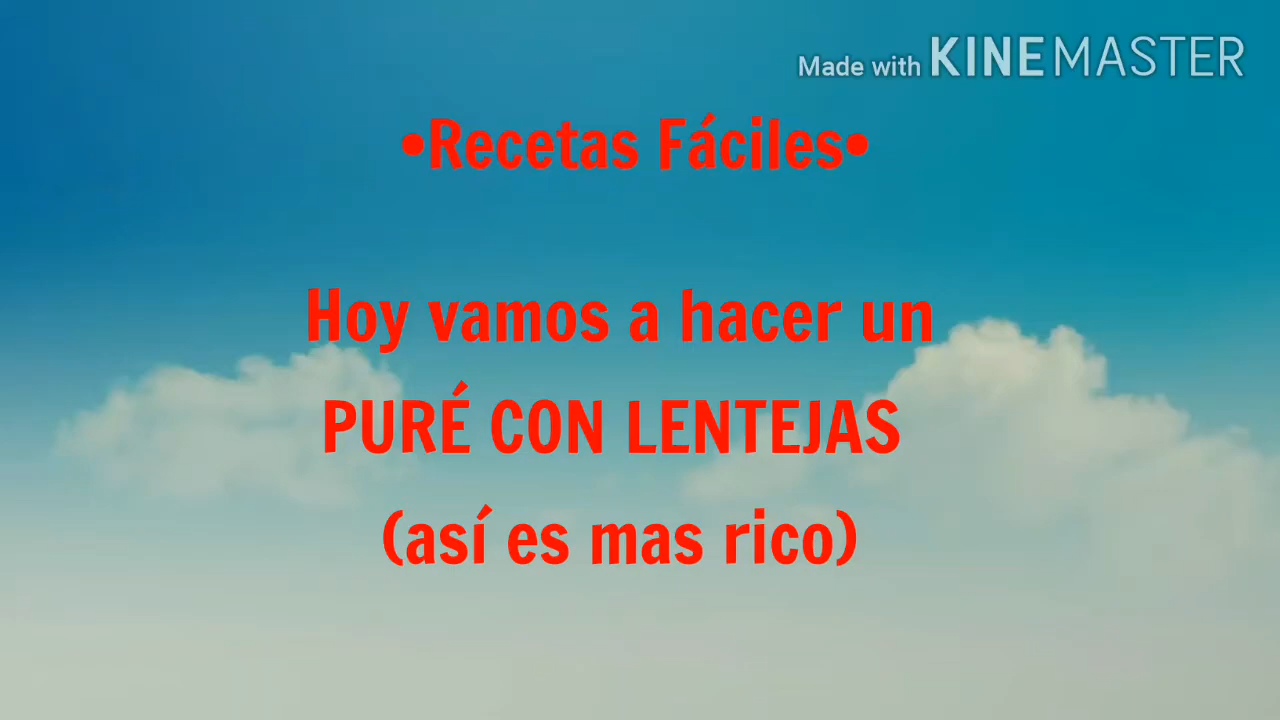 Made with KINEMASTER
•Recetas Fáciles•
Hoy vamos a hacer un
PURÉ CON LENTEJAS
(así es mas rico)